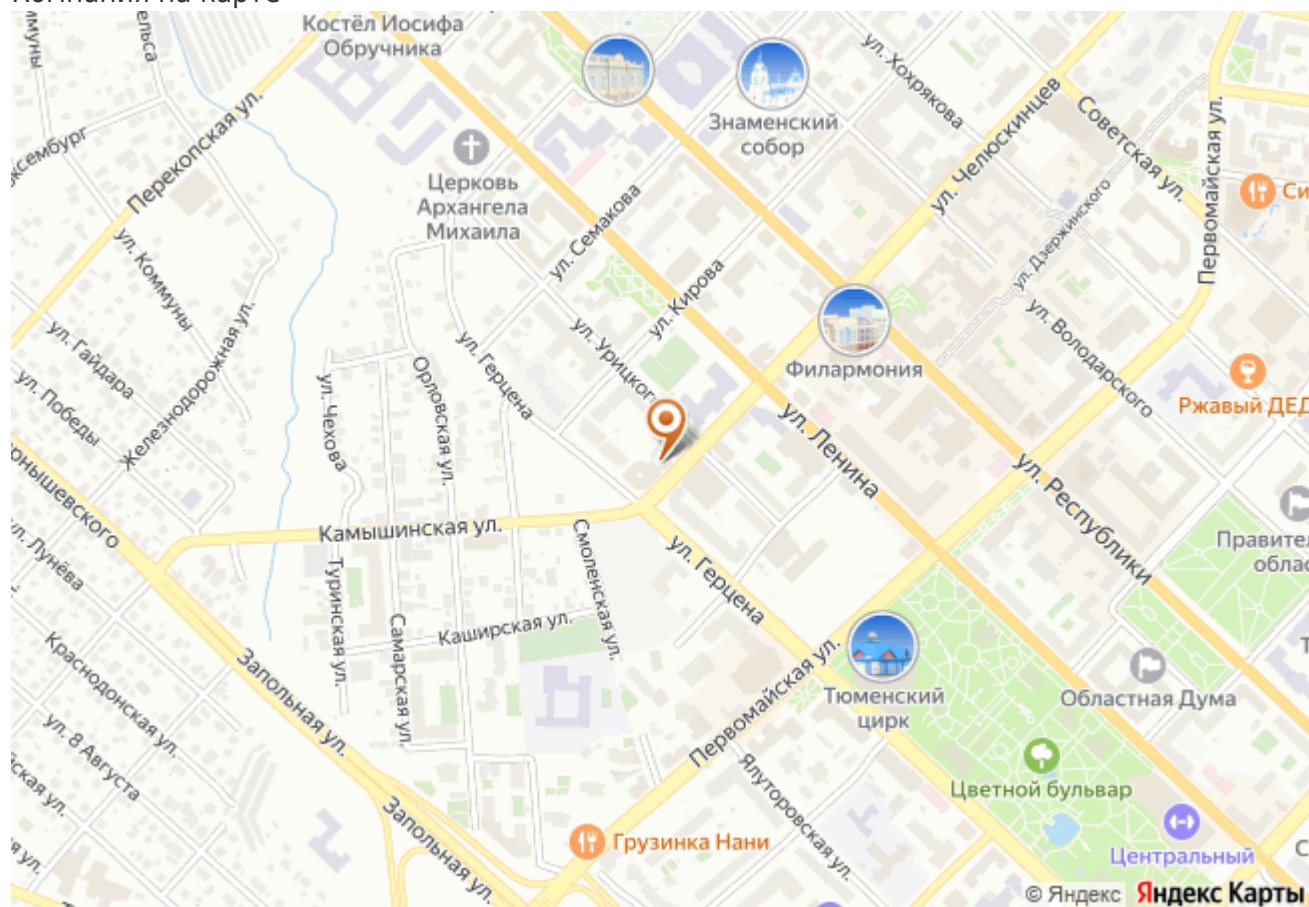 Компания на карте
Костёл Иосифа
Обручника
Перекопская ул.
Церковь
Архангела
Михаила
Знаменский
собор
ул. Хохрякова
ул. Челюскинцев
Советская ул.
Первомайская ул.
ул. Дзержинского
ул. Семакова
ул. Кирова
ул. Коммуны
ул. Гайдара
ул. Победы
Железнодорожная ул.
ул. Чехова
Орловская ул.
ул. Герцена
ул. Урицкого
Филармония
ул. Володарского
Ржавый ДЕД
ул. Ленина
ул. Республики
Камышинская ул.
ул. Лунёва
Туринская ул.
Самарская ул.
Каширская ул.
Смоленская ул.
ул. Герцена
Первомайская ул.
Тюменский
цирк
Областная Дума
Краснодонская ул.
Запольная ул.
ул. 8 Августа
Запольная ул.
Ялуторовская ул.
Цветной бульвар
Грузинка Нани
Центральный
© Яндекс Яндекс Карты